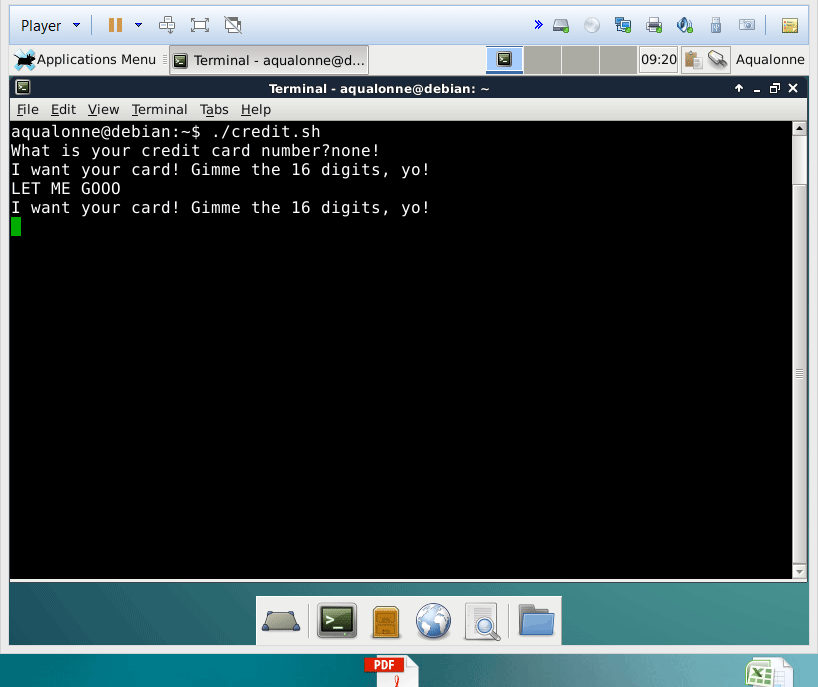 Player
Applications Menu
Terminal - aqualonne@d...
09:20
Aqualonne
Terminal - aqualonne@debian: ~
File Edit View Terminal Tabs Help
aqualonne@debian:~$ ./credit.sh
What is your credit card number?none!
I want your card! Gimme the 16 digits, yo!
LET ME GOOO
I want your card! Gimme the 16 digits, yo!
PDF